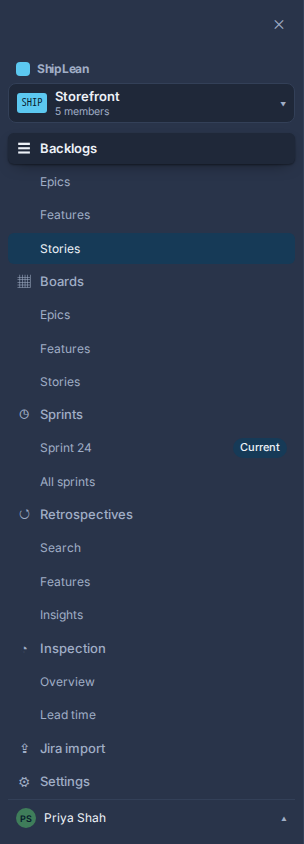 ShipLean
SHIP
Storefront
5 members
Backlogs
Epics
Features
Stories
Boards
Epics
Features
Stories
Sprints
Sprint 24 Current
All sprints
Retrospectives
Search
Features
Insights
Inspection
Overview
Lead time
Jira import
Settings
PS Priya Shah